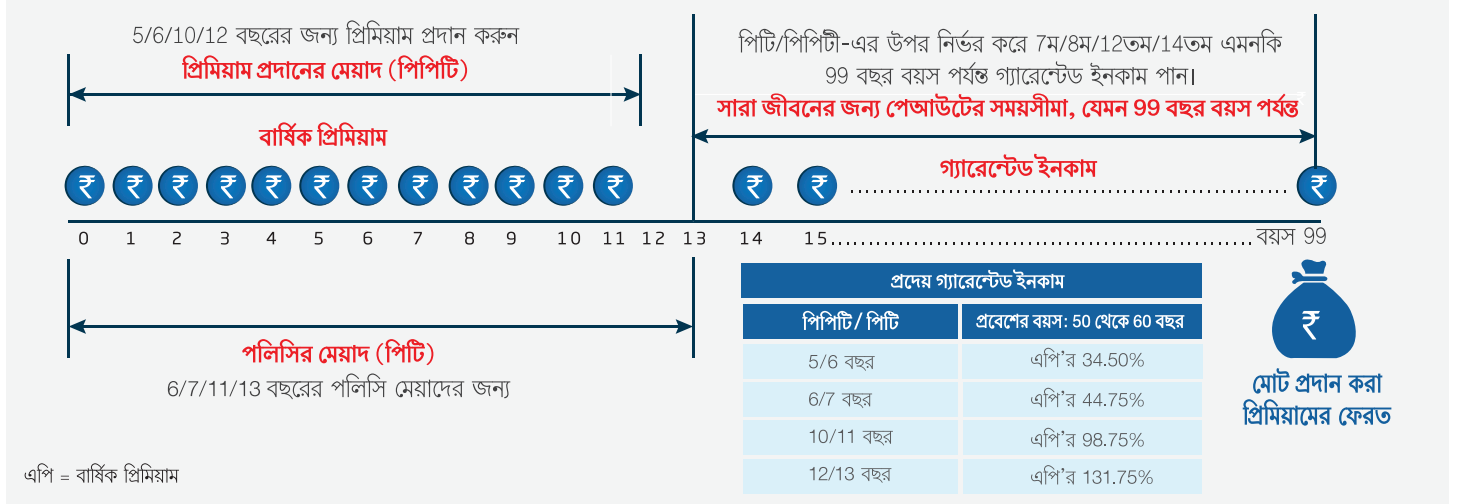 5/6/10/12 বছরের জন্য প্রিমিয়াম প্রদান করুন
প্রিমিয়াম প্রদানের মেয়াদ (পিপিটি)
বার্ষিক প্রিমিয়াম
পিটি/পিপিটী-এর উপর নির্ভর করে 7ম/8ম/12তম/14তম এমনকি
99 বছর বয়স পর্যন্ত গ্যারেন্টেড ইনকাম পান।
সারা জীবনের জন্য পেআউটের সময়সীমা, যেমন 99 বছর বয়স পর্যন্ত
গ্যারেন্টেড ইনকাম
₹ ₹ ₹ ₹ ₹ ₹ ₹ ₹ ₹ ₹ ₹ ₹ ₹ ₹ ........ ₹
0 1 2 3 4 5 6 7 8 9 10 11 12 13 14 15........বয়স 99
পলিসির মেয়াদ (পিটি)
6/7/11/13 বছরের পলিসি মেয়াদের জন্য
প্রদেয় গ্যারেন্টেড ইনকাম
পিপিটি / পিটি প্রবেশের বয়স: 50 থেকে 60 বছর
5/6 বছর এপি'র 34.50%
6/7 বছর এপি'র 44.75%
10/11 বছর এপি'র 98.75%
12/13 বছর এপি'র 131.75%
₹
মোট প্রদান করা
প্রিমিয়ামের ফেরত
এপি = বার্ষিক প্রিমিয়াম